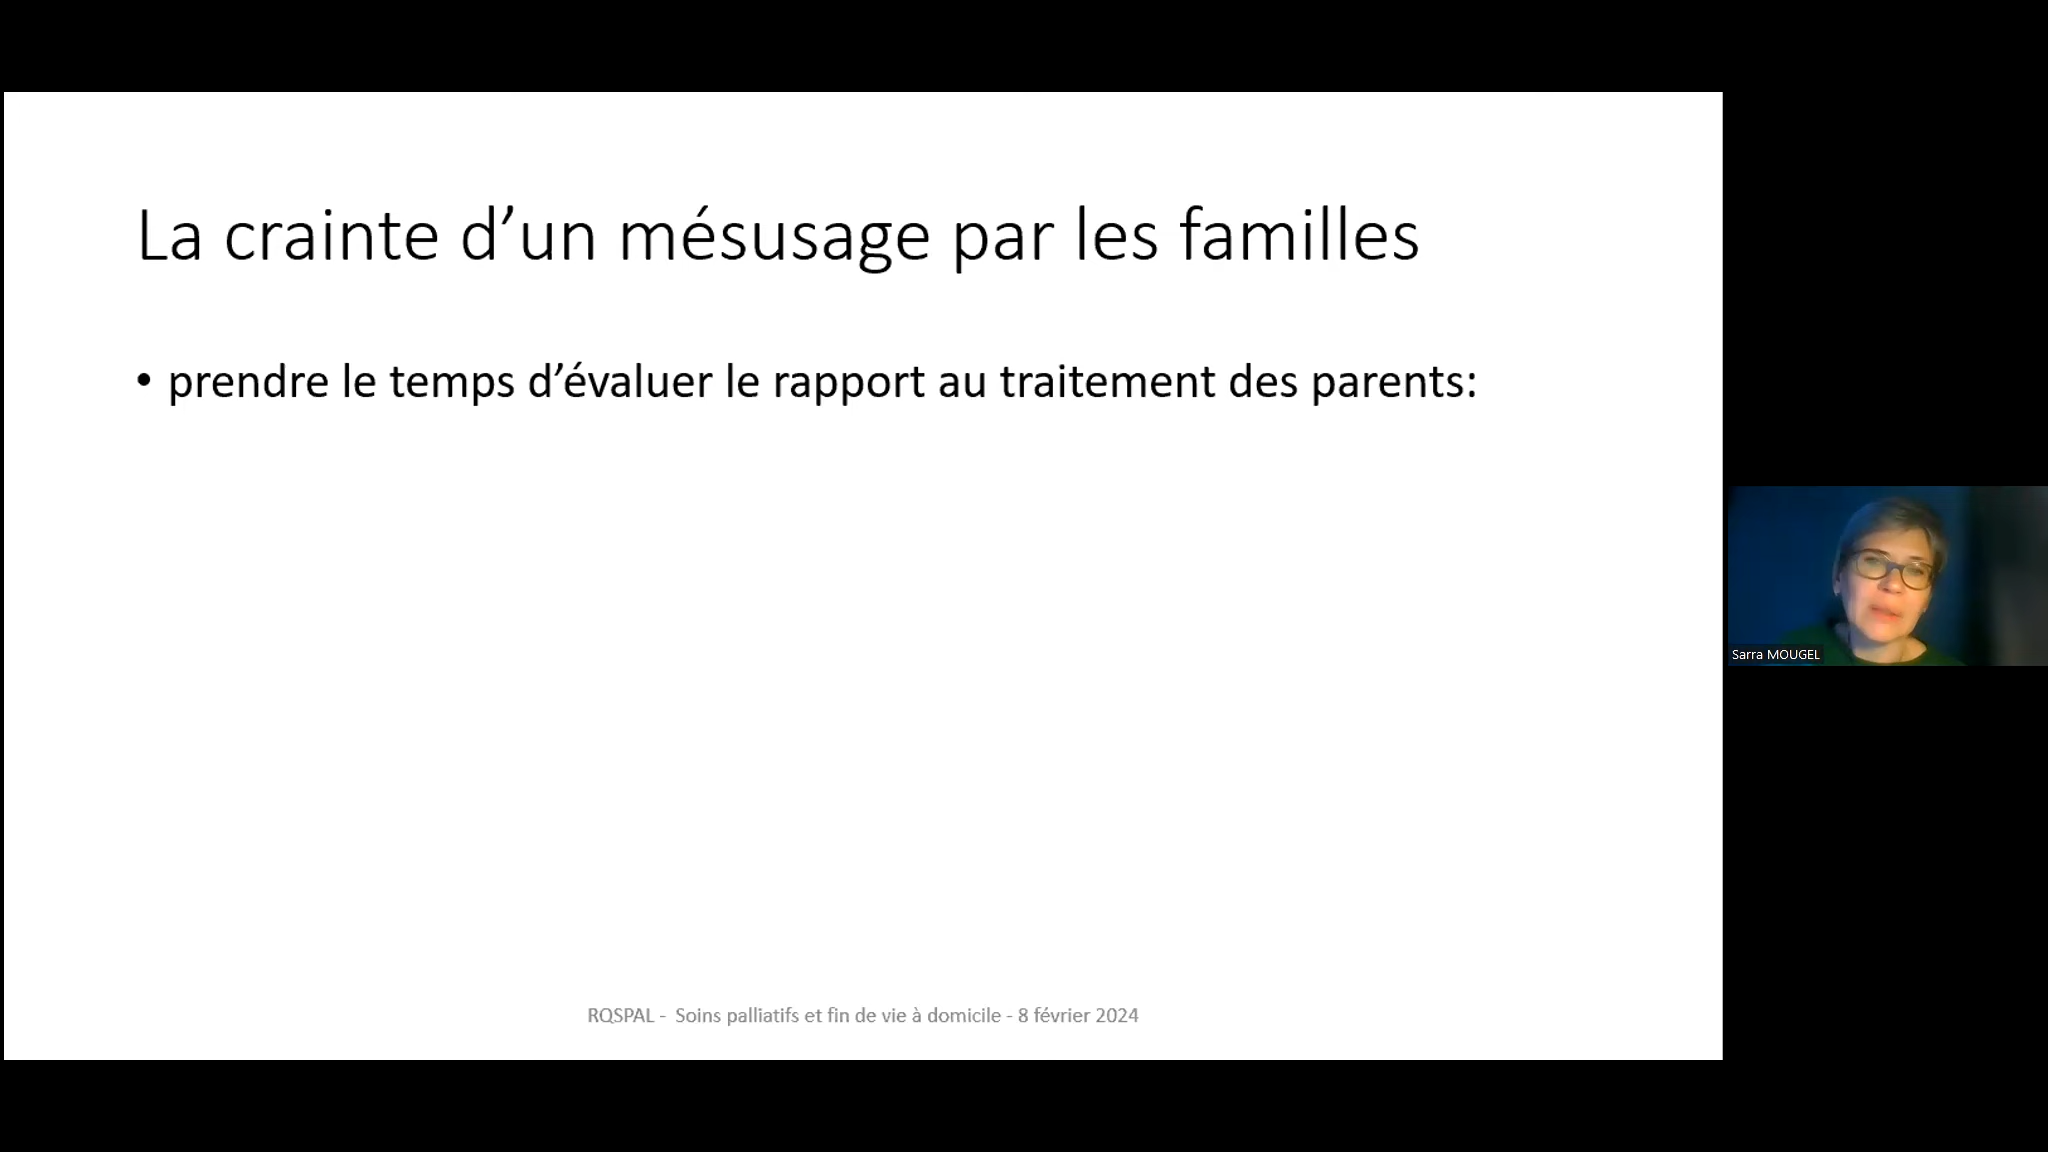 La crainte d’un mésusage par les familles
• prendre le temps d’évaluer le rapport au traitement des parents:
Sarra MOUGEL
RQSPAL - Soins palliatifs et fin de vie à domicile - 8 février 2024